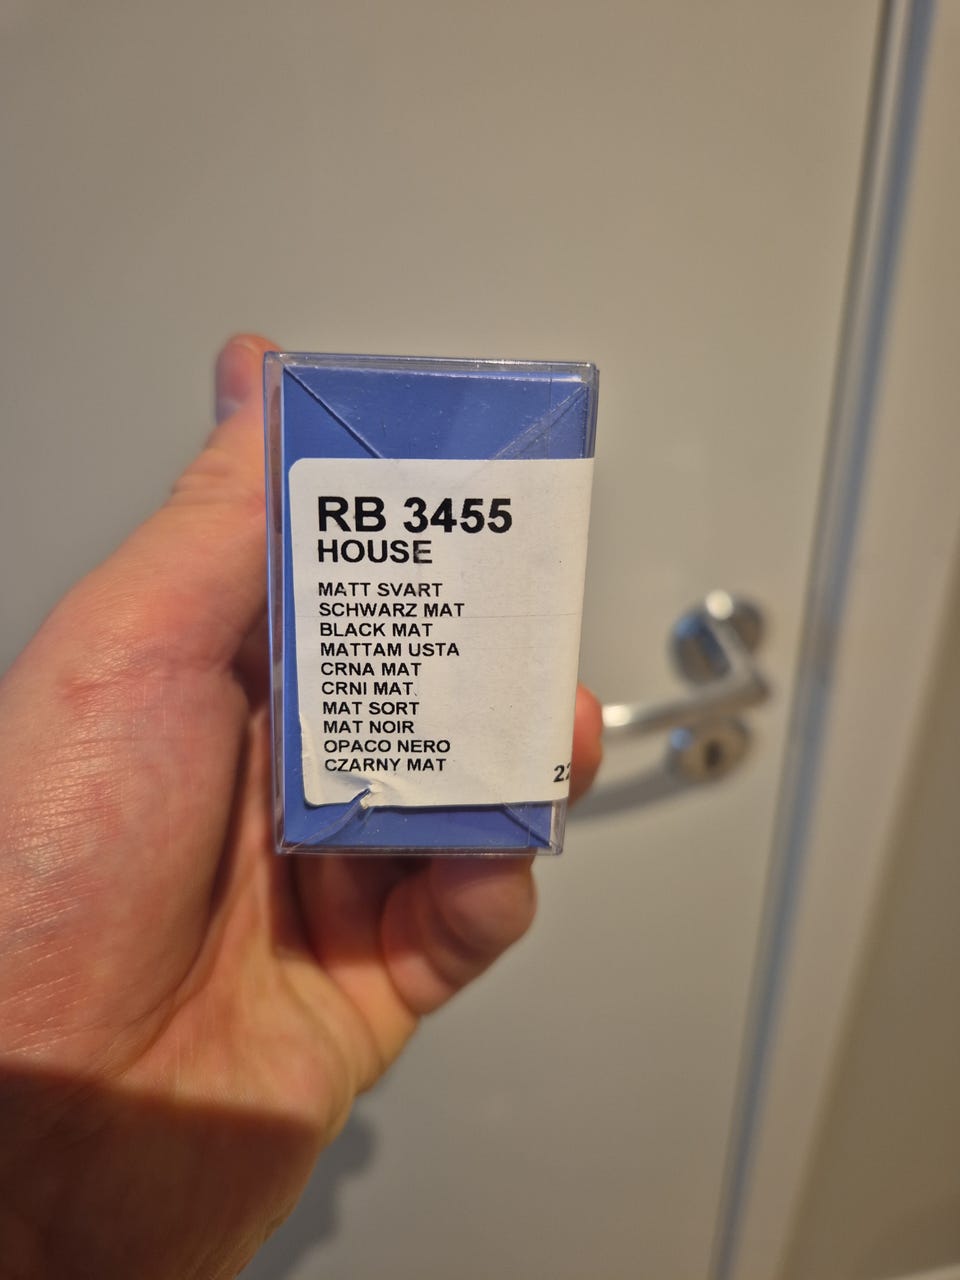 RB 3455
HOUSE
MATT SVART
SCHWARZ MAT
BLACK MAT
MATTAM USTA
CRNA MAT
CRNI MAT
MAT SORT
MAT NOIR
OPACO NERO
CZARNY MAT